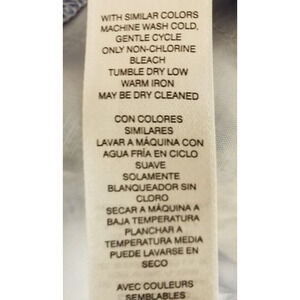 WITH SIMILAR COLORS
MACHINE WASH COLD,
GENTLE CYCLE
ONLY NON-CHLORINE
BLEACH
TUMBLE DRY LOW
WARM IRON
MAY BE DRY CLEANED
CON COLORES
SIMILARES
LAVAR A MÁQUINA CON
AGUA FRÍA EN CICLO
SUAVE
SOLAMENTE
BLANQUEADOR SIN
CLORO
SECAR A MÁQUINA A
BAJA TEMPERATURA
PLANCHAR A
TEMPERATURA MEDIA
PUEDE LAVARSE EN
SECO
AVEC COULEURS
SEMBLABLES